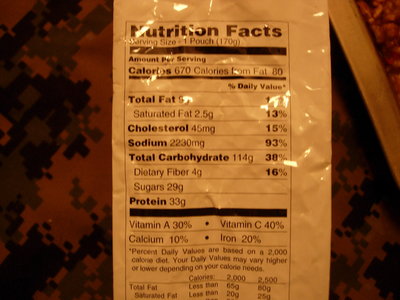 Nutrition Facts
Serving Size - 1 Pouch (170g)
Amount Per Serving
Calories 670 Calories from Fat 80
% Daily Value*
Total Fat
Saturated Fat 2.5g 13%
Cholesterol 45mg 15%
Sodium 2230mg 93%
Total Carbohydrate 114g 38%
Dietary Fiber 4g 16%
Sugars 29g
Protein 33g
Vitamin A 30% • Vitamin C 40%
Calcium 10% • Iron 20%
*Percent Daily Values are based on a 2,000
calorie diet. Your Daily Values may vary higher
or lower depending on your calorie needs.
Calories: 2,000 2,500
Total Fat Less than 65g 80g
Saturated Fat Less than 20g 25g